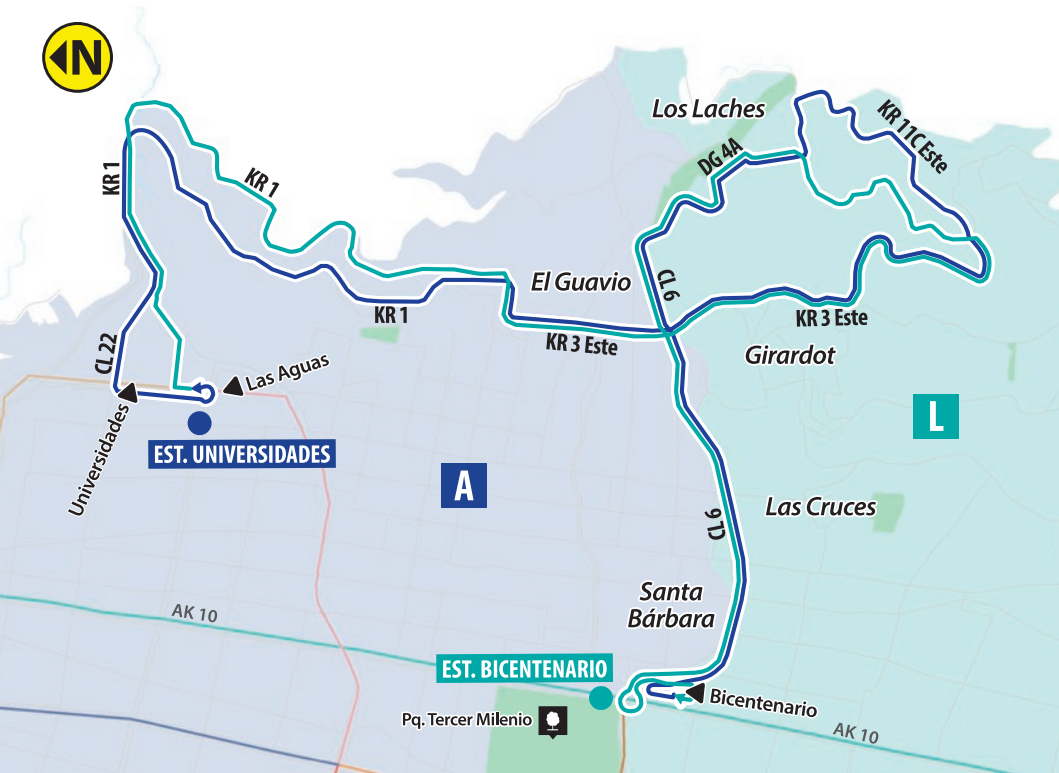 N
Los Laches
KR 11C Este
DG 4A
KR 1
KR 1
El Guavio
CL 6
KR 1
KR 3 Este
KR 3 Este
Girardot
CL 22
Las Aguas
Universidades
EST. UNIVERSIDADES
L
A
Las Cruces
CL 6
Santa
Bárbara
AK 10
EST. BICENTENARIO
Bicentenario
Pq. Tercer Milenio
AK 10